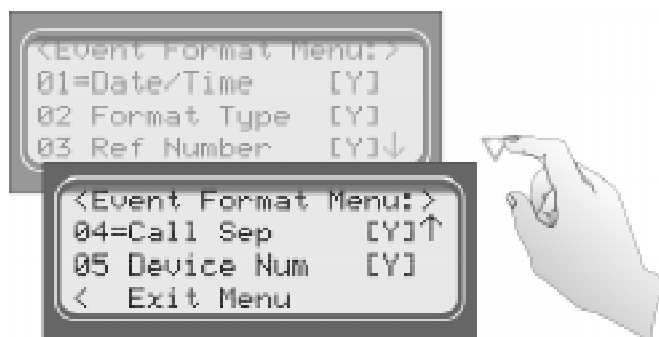 <Event Format Menu:>
01=Date/Time [Y]
02 Format Type [Y]
03 Ref Number [Y]↓
<Event Format Menu:>
04=Call Sep [Y]↑
05 Device Num [Y]
< Exit Menu